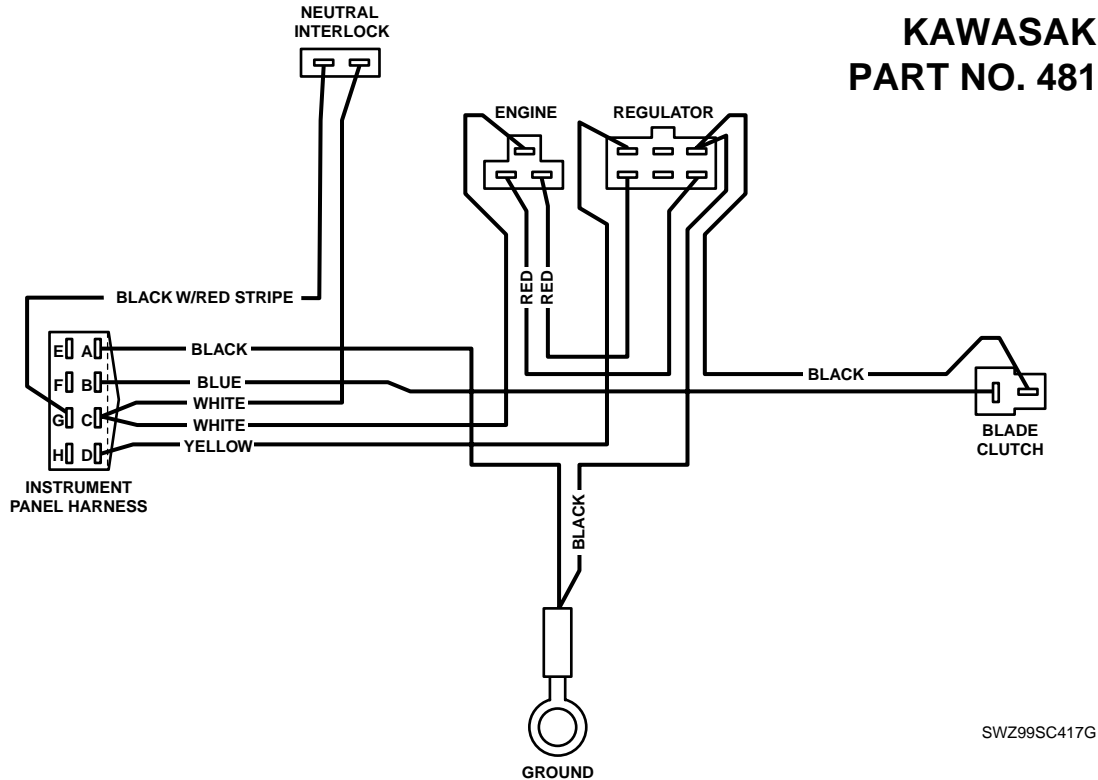 NEUTRAL
INTERLOCK
KAWASAK
PART NO. 481
ENGINE
REGULATOR
RED
RED
BLACK W/RED STRIPE
E A
BLACK
F B
BLUE
WHITE
G C
WHITE
H D
YELLOW
BLACK
BLADE
CLUTCH
INSTRUMENT
PANEL HARNESS
BLACK
GROUND
SWZ99SC417G